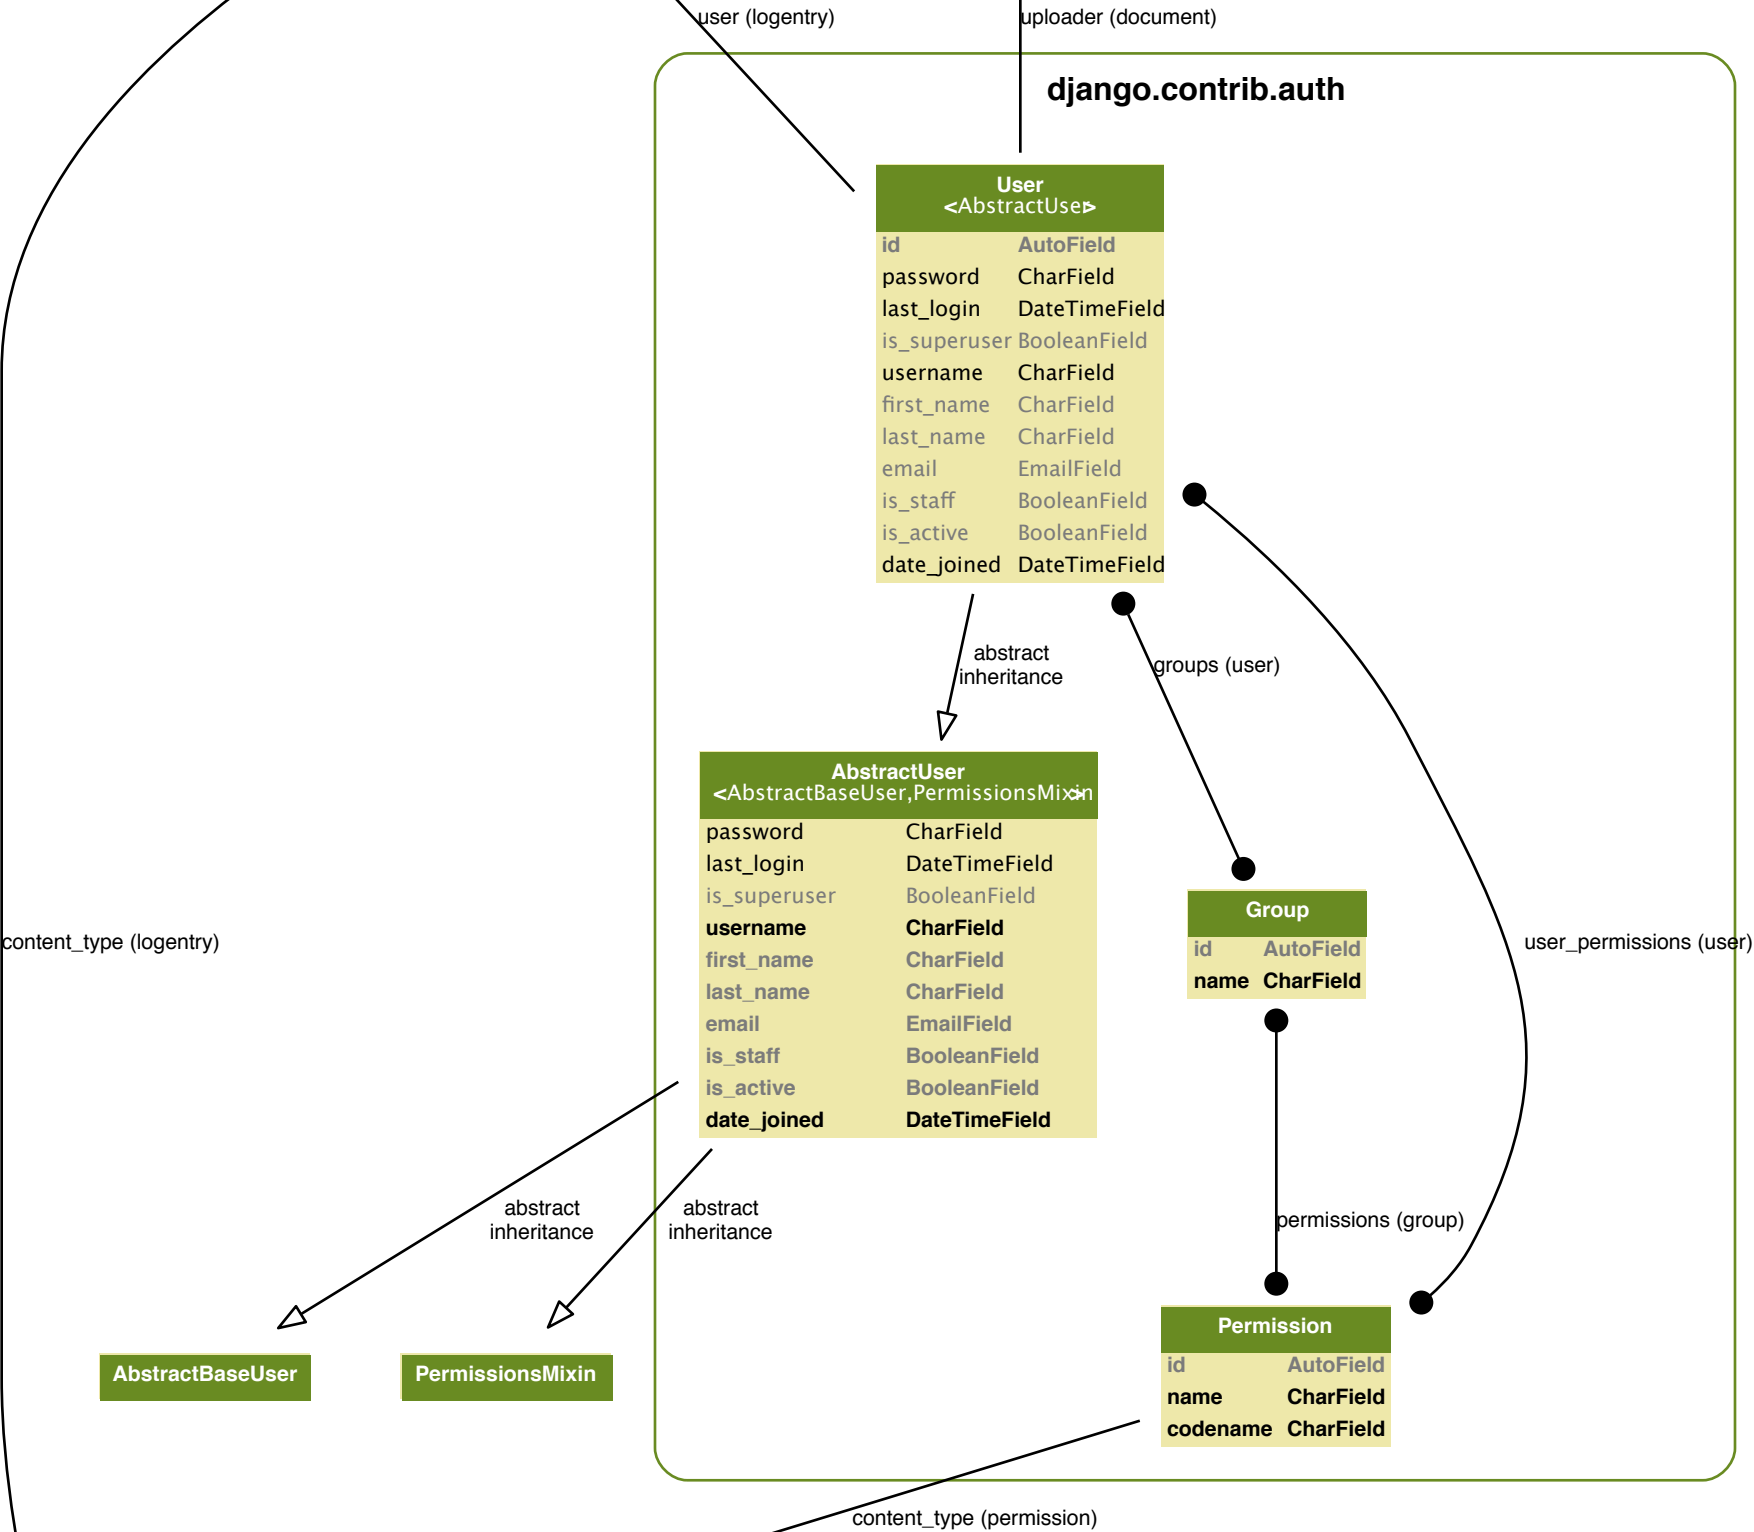 user (logentry)
uploader (document)
django.contrib.auth
User
<AbstractUser>
id AutoField
password CharField
last_login DateTimeField
is_superuser BooleanField
username CharField
first_name CharField
last_name CharField
email EmailField
is_staff BooleanField
is_active BooleanField
date_joined DateTimeField
abstract
inheritance
groups (user)
AbstractUser
<AbstractBaseUser,PermissionsMixin>
password CharField
last_login DateTimeField
is_superuser BooleanField
username CharField
first_name CharField
last_name CharField
email EmailField
is_staff BooleanField
is_active BooleanField
date_joined DateTimeField
Group
id AutoField
name CharField
content_type (logentry)
user_permissions (user)
abstract
inheritance
abstract
inheritance
permissions (group)
AbstractBaseUser
PermissionsMixin
Permission
id AutoField
name CharField
codename CharField
content_type (permission)